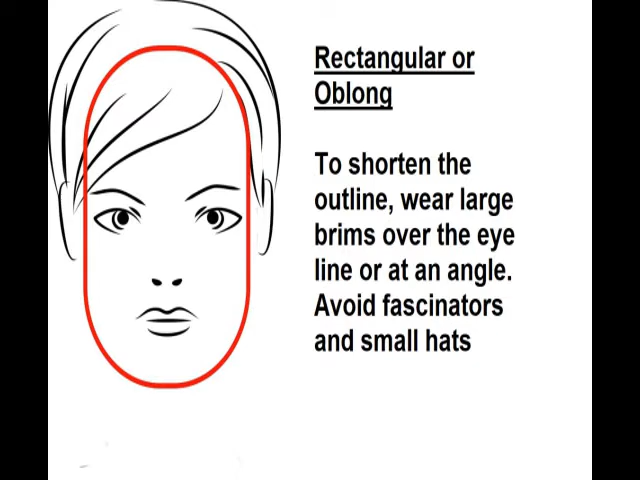 Rectangular or
Oblong
To shorten the
outline, wear large
brims over the eye
line or at an angle.
Avoid fascinators
and small hats